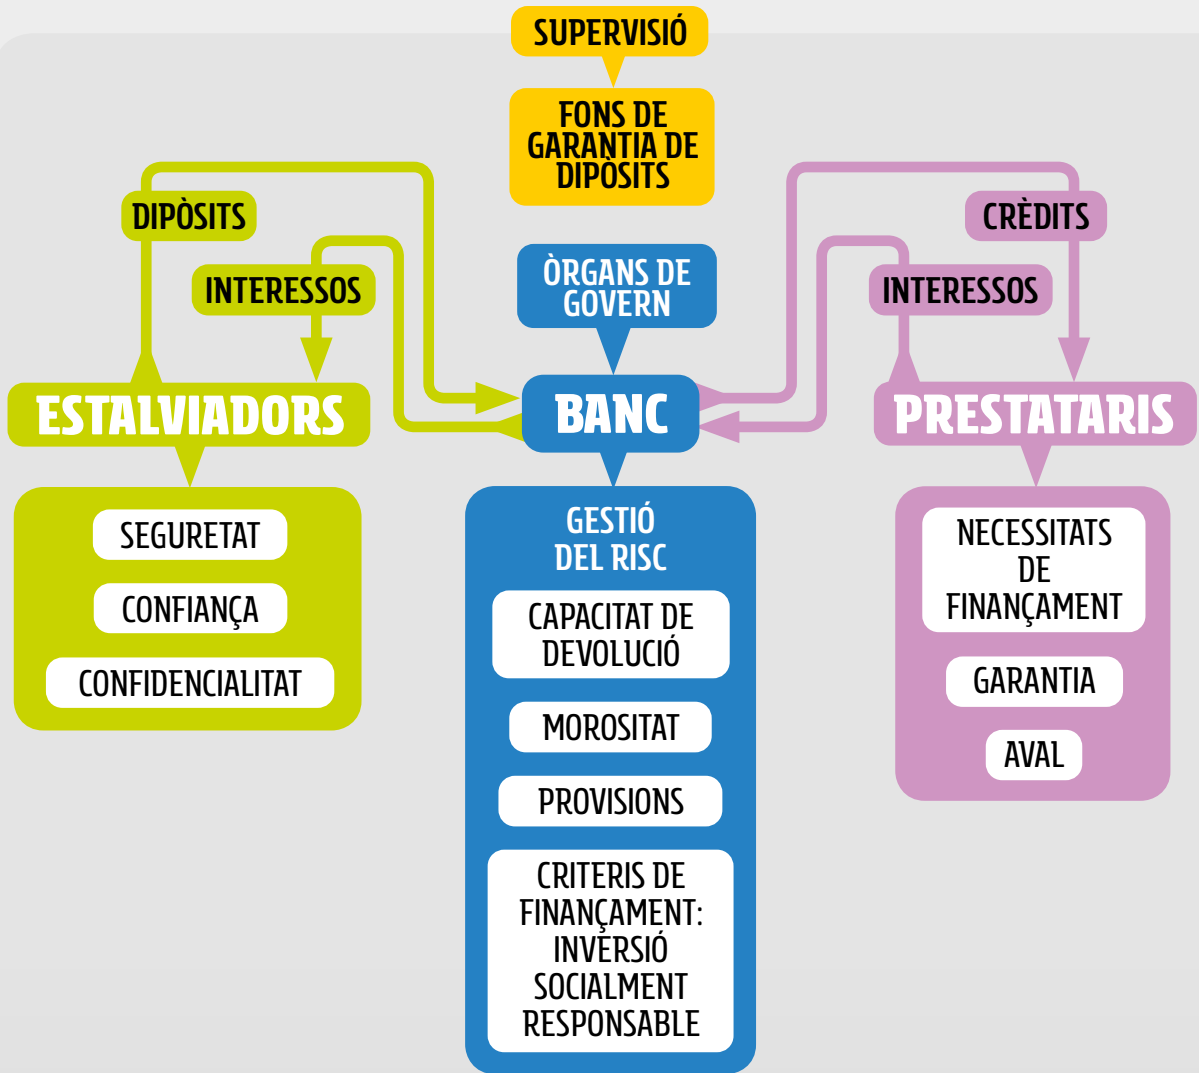 SUPERVISIÓ
FONS DE
GARANTIA DE
DIPÒSITS
DIPÒSITS
INTERESSOS
ÒRGANS DE
GOVERN
CRÈDITS
INTERESSOS
ESTALVIADORS
BANC
PRESTATARIS
SEGURETAT
CONFIANÇA
CONFIDENCIALITAT
GESTIÓ
DEL RISC
CAPACITAT DE
DEVOLUCIÓ
MOROSITAT
PROVISIONS
CRITERIS DE
FINANÇAMENT:
INVERSIÓ
SOCIALMENT
RESPONSABLE
NECESSITATS
DE
FINANÇAMENT
GARANTIA
AVAL